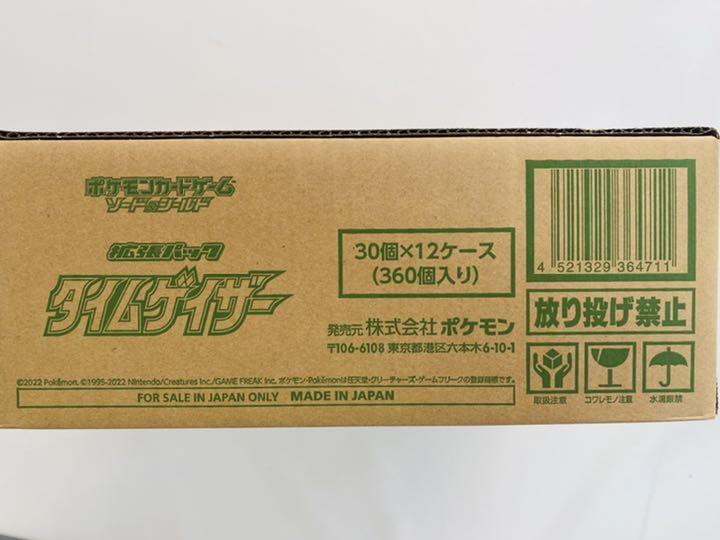 ポケモンカードゲーム
ソード&シールド
拡張パック
タイムゲイザー
30個×12ケース
(360個入り)
発売元 株式会社 ポケモン
〒106-6108 東京都港区六本木6-10-1
4 521329 364711
放り投げ禁止
取扱注意 コワレモノ注意 水濡厳禁
©2022 Pokémon. ©1995-2022 Nintendo/Creatures Inc./GAME FREAK Inc. ポケモン・Pokémonは任天堂・クリーチャーズ・ゲームフリークの登録商標です。
FOR SALE IN JAPAN ONLY MADE IN JAPAN